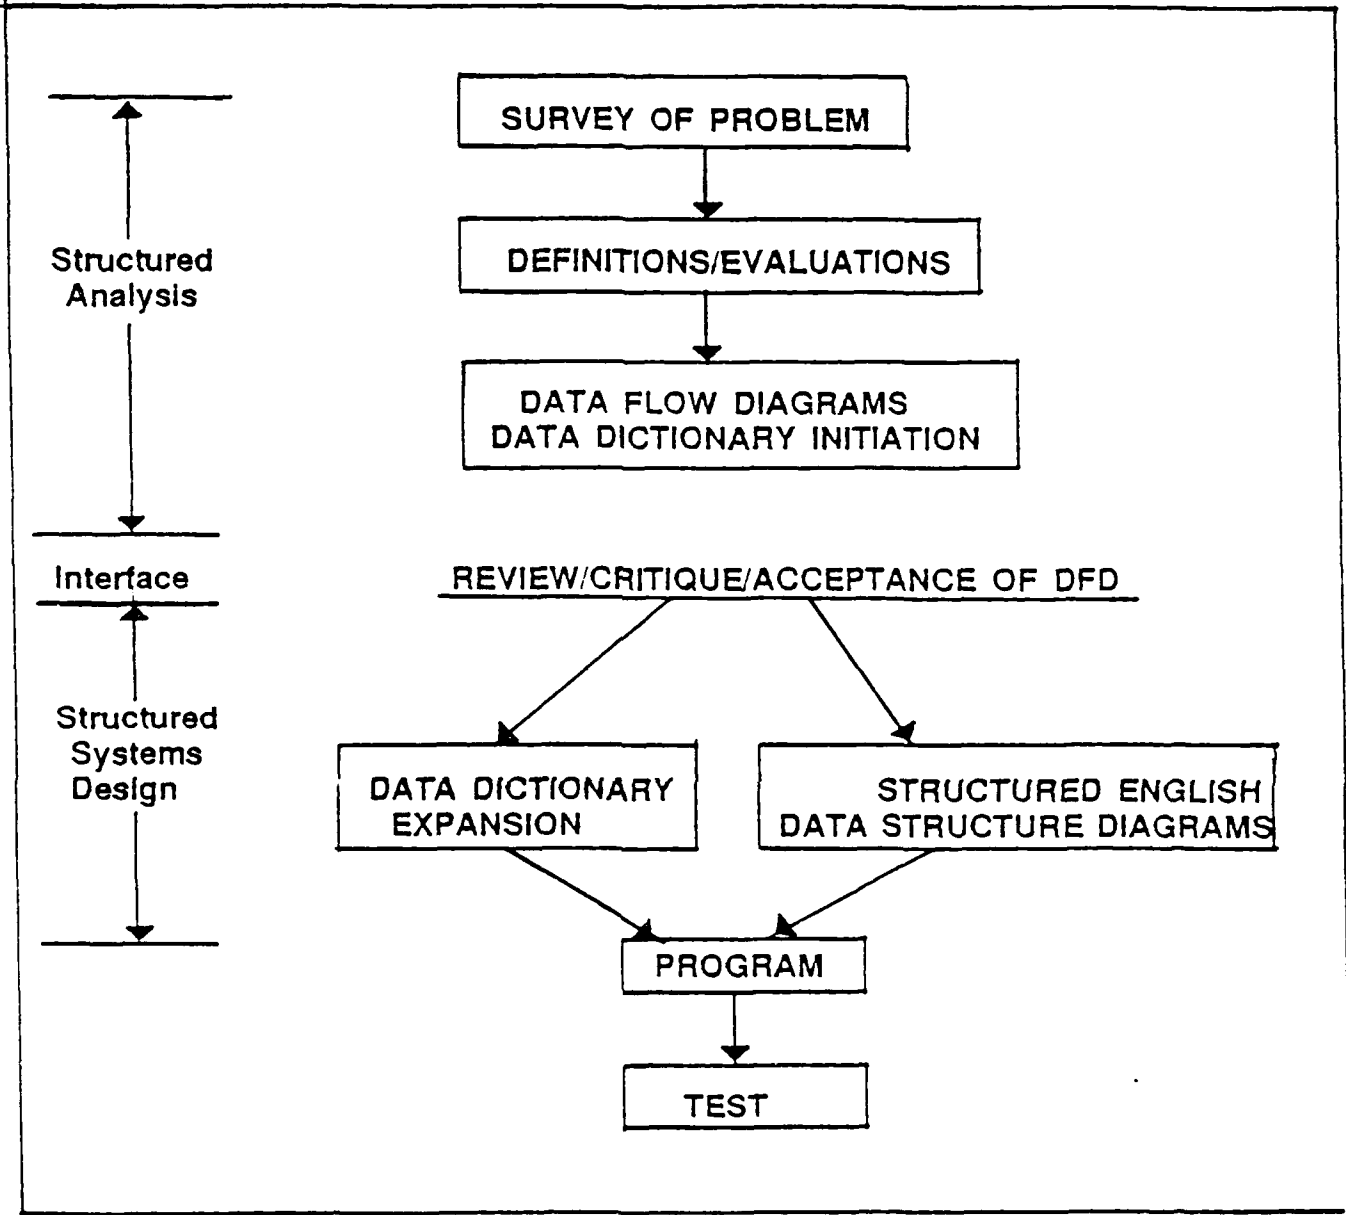 SURVEY OF PROBLEM
DEFINITIONS/EVALUATIONS
Structured
Analysis
DATA FLOW DIAGRAMS
DATA DICTIONARY INITIATION
Interface
REVIEW/CRITIQUE/ACCEPTANCE OF DFD
Structured
Systems
Design
DATA DICTIONARY
EXPANSION
STRUCTURED ENGLISH
DATA STRUCTURE DIAGRAMS
PROGRAM
TEST